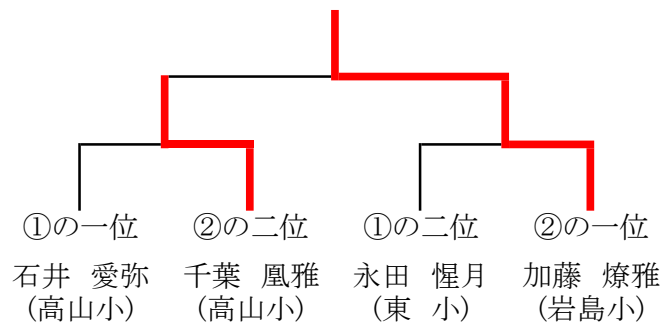 ①の一位 ②の二位 ①の二位 ②の一位
石井 愛弥 千葉 凰雅 永田 惺月 加藤 燎雅
(高山小) (高山小) (東 小) (岩島小)